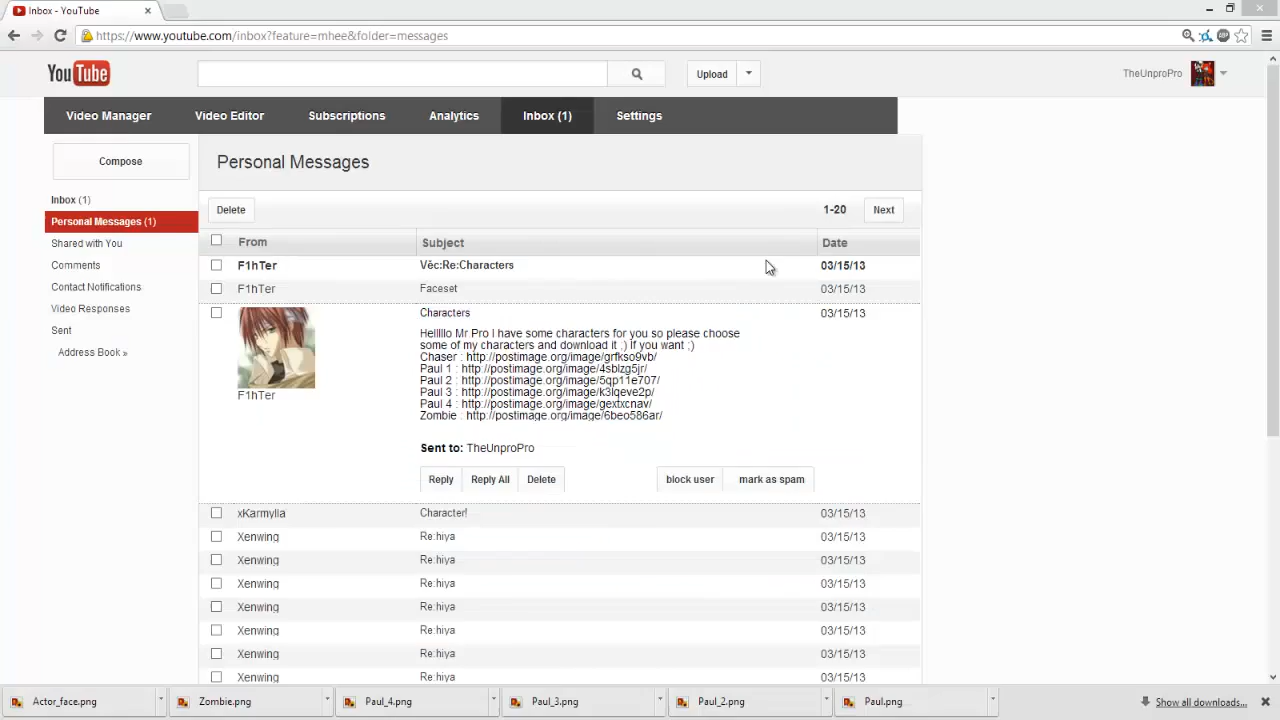 Inbox - YouTube
https://www.youtube.com/inbox?feature=mhee&folder=messages
YouTube
Upload
TheUnproPro
Video Manager
Video Editor
Subscriptions
Analytics
Inbox (1)
Settings
Compose
Inbox (1)
Personal Messages (1)
Shared with You
Comments
Contact Notifications
Video Responses
Sent
Address Book »
Personal Messages
Delete
1-20
Next
From
Subject
Date
F1hTer
Věc:Re:Characters
03/15/13
F1hTer
Faceset
03/15/13
F1hTer
Characters
03/15/13
Helllllo Mr Pro I have some characters for you so please choose
some of my characters and download it ;) If you want ;)
Chaser : http://postimage.org/image/grfkso9vb/
Paul 1 : http://postimage.org/image/4sblzg5jr/
Paul 2 : http://postimage.org/image/5qp11e707/
Paul 3 : http://postimage.org/image/k3lqeve2p/
Paul 4 : http://postimage.org/image/gextxcnav/
Zombie : http://postimage.org/image/6beo586ar/
Sent to: TheUnproPro
Reply
Reply All
Delete
block user
mark as spam
xKarmylla
Character!
03/15/13
Xenwing
Re:hiya
03/15/13
Xenwing
Re:hiya
03/15/13
Xenwing
Re:hiya
03/15/13
Xenwing
Re:hiya
03/15/13
Xenwing
Re:hiya
03/15/13
Xenwing
Re:hiya
03/15/13
Xenwing
Re:hiya
03/15/13
Actor_face.png
Zombie.png
Paul_4.png
Paul_3.png
Paul_2.png
Paul.png
Show all downloads...